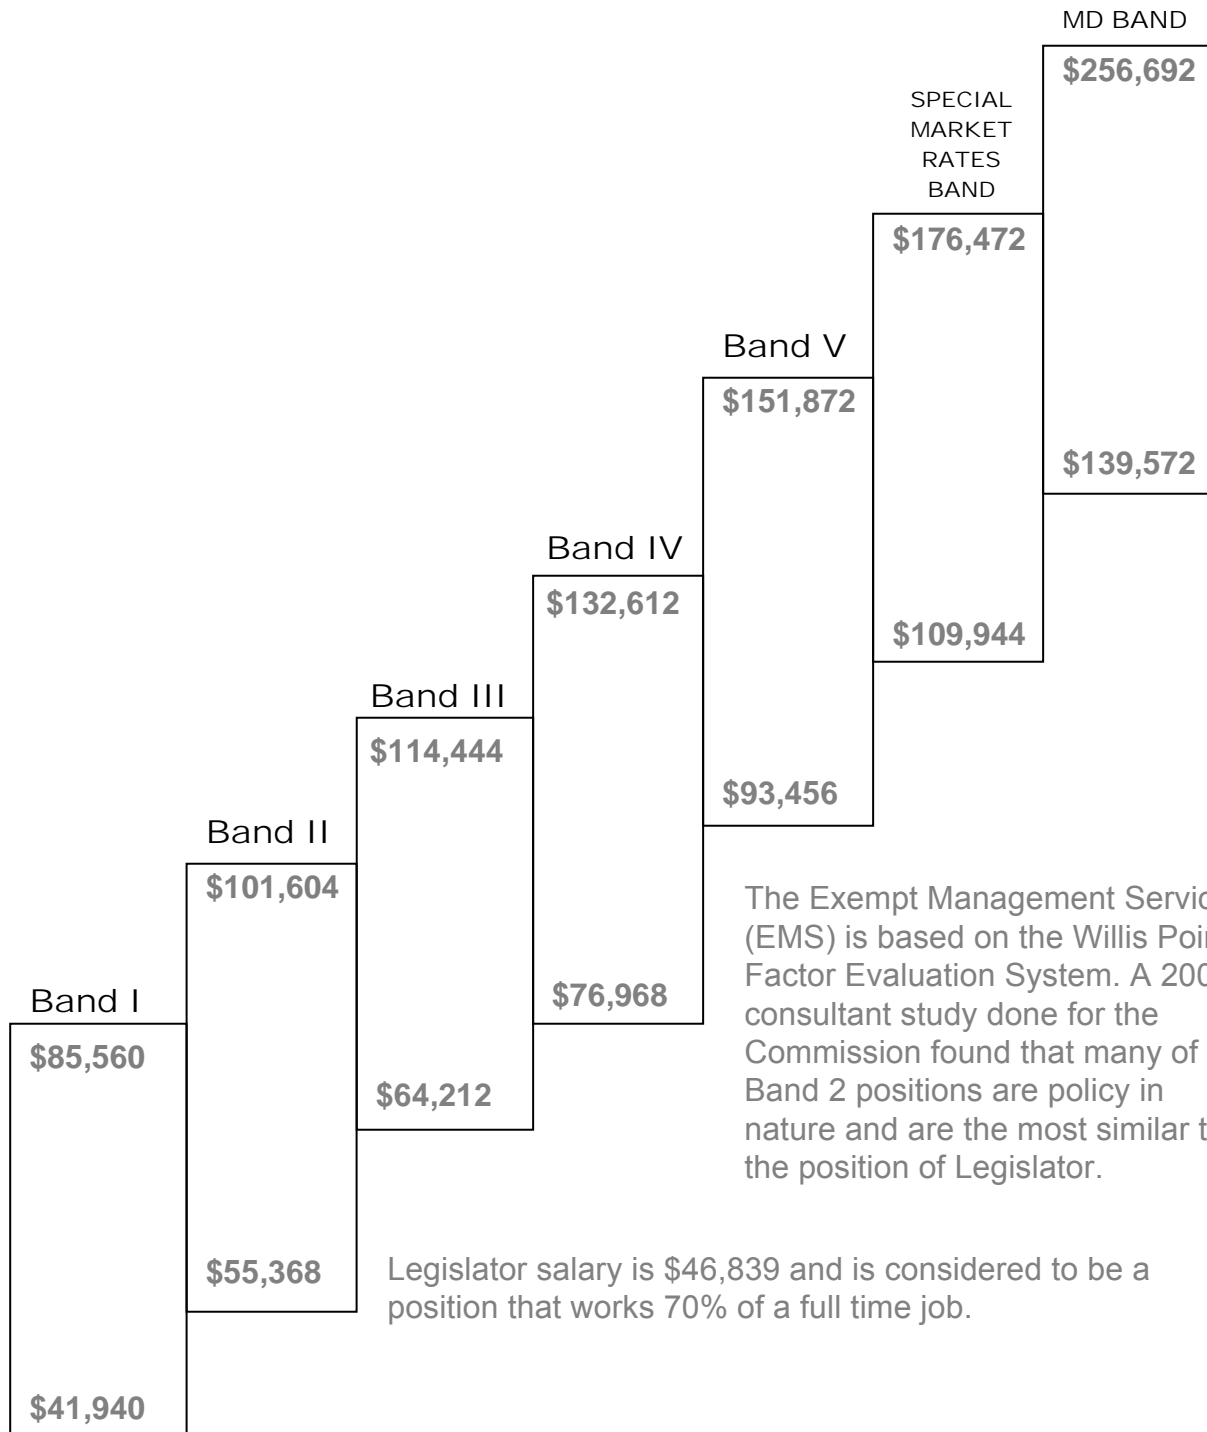 MD BAND
$256,692
SPECIAL
MARKET
RATES
BAND
$176,472
Band V
$151,872
$139,572
Band IV
$132,612
$109,944
Band III
$114,444
$93,456
Band II
$101,604
The Exempt Management
(EMS) is based on the Willis
Factor Evaluation System. A
consultant study done for the
Commission found that many of
Band 2 positions are policy in
nature and are the most similar
the position of Legislator.
$76,968
Band I
$85,560
$64,212
$55,368
Legislator salary is $46,839 and is considered to be a
position that works 70% of a full time job.
$41,940